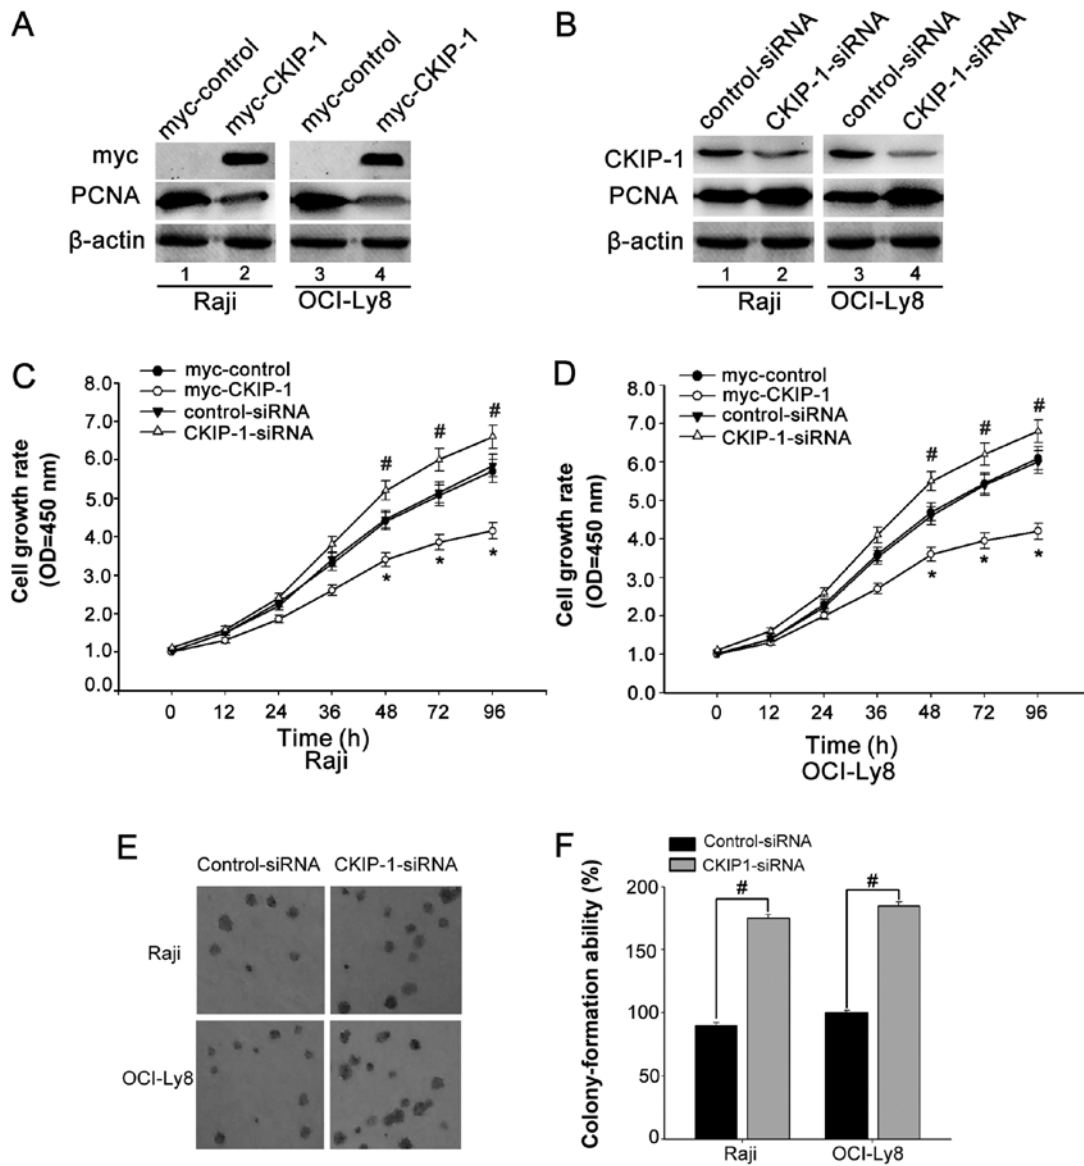 A
myc-control
myc-CKIP-1
myc-control
myc-CKIP-1
myc
PCNA
β-actin
1 2 3 4
Raji OCI-Ly8
B
control-siRNA
CKIP-1-siRNA
control-siRNA
CKIP-1-siRNA
CKIP-1
PCNA
β-actin
1 2 3 4
Raji OCI-Ly8
C
myc-control
myc-CKIP-1
control-siRNA
CKIP-1-siRNA
Cell growth rate
(OD=450 nm)
8.0
7.0
6.0
5.0
4.0
3.0
2.0
1.0
0.0
# # #
* * *
0 12 24 36 48 72 96
Time (h)
Raji
D
myc-control
myc-CKIP-1
control-siRNA
CKIP-1-siRNA
Cell growth rate
(OD=450 nm)
8.0
7.0
6.0
5.0
4.0
3.0
2.0
1.0
0.0
# # #
* * *
0 12 24 36 48 72 96
Time (h)
OCI-Ly8
E
Control-siRNA CKIP-1-siRNA
Raji
OCI-Ly8
F
Control-siRNA
CKIP1-siRNA
Colony-formation ability (%)
200
150
100
50
0
# #
Raji OCI-Ly8